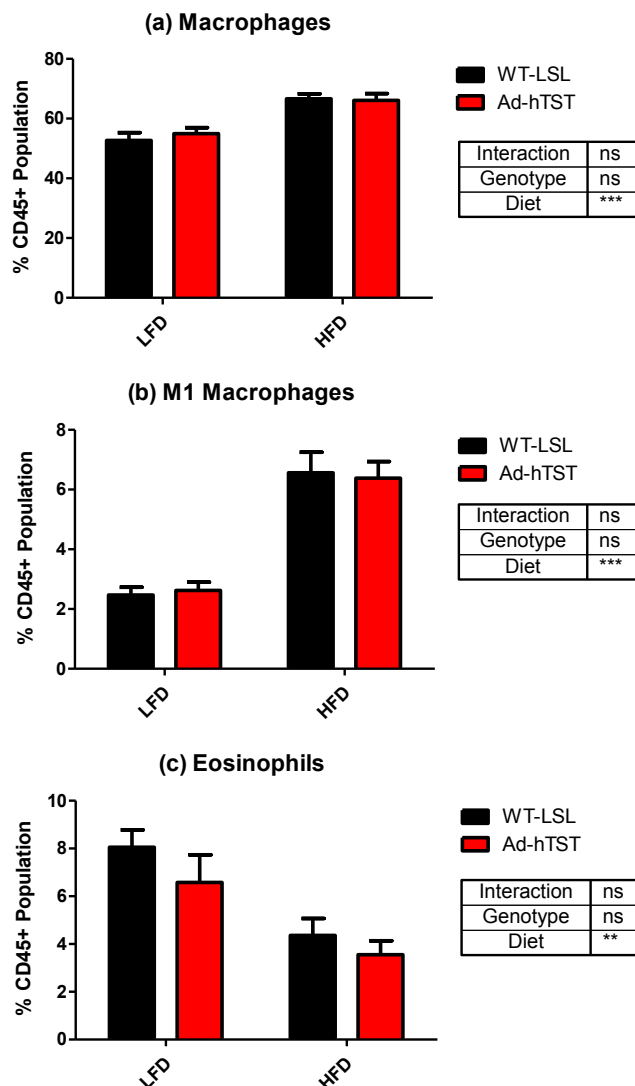 (a) Macrophages
% CD45+ Population
80
60
40
20
0
LFD
HFD
WT-LSL
Ad-hTST
Interaction ns
Genotype ns
Diet ***
(b) M1 Macrophages
% CD45+ Population
8
6
4
2
0
LFD
HFD
WT-LSL
Ad-hTST
Interaction ns
Genotype ns
Diet ***
(c) Eosinophils
% CD45+ Population
10
8
6
4
2
0
LFD
HFD
WT-LSL
Ad-hTST
Interaction ns
Genotype ns
Diet **